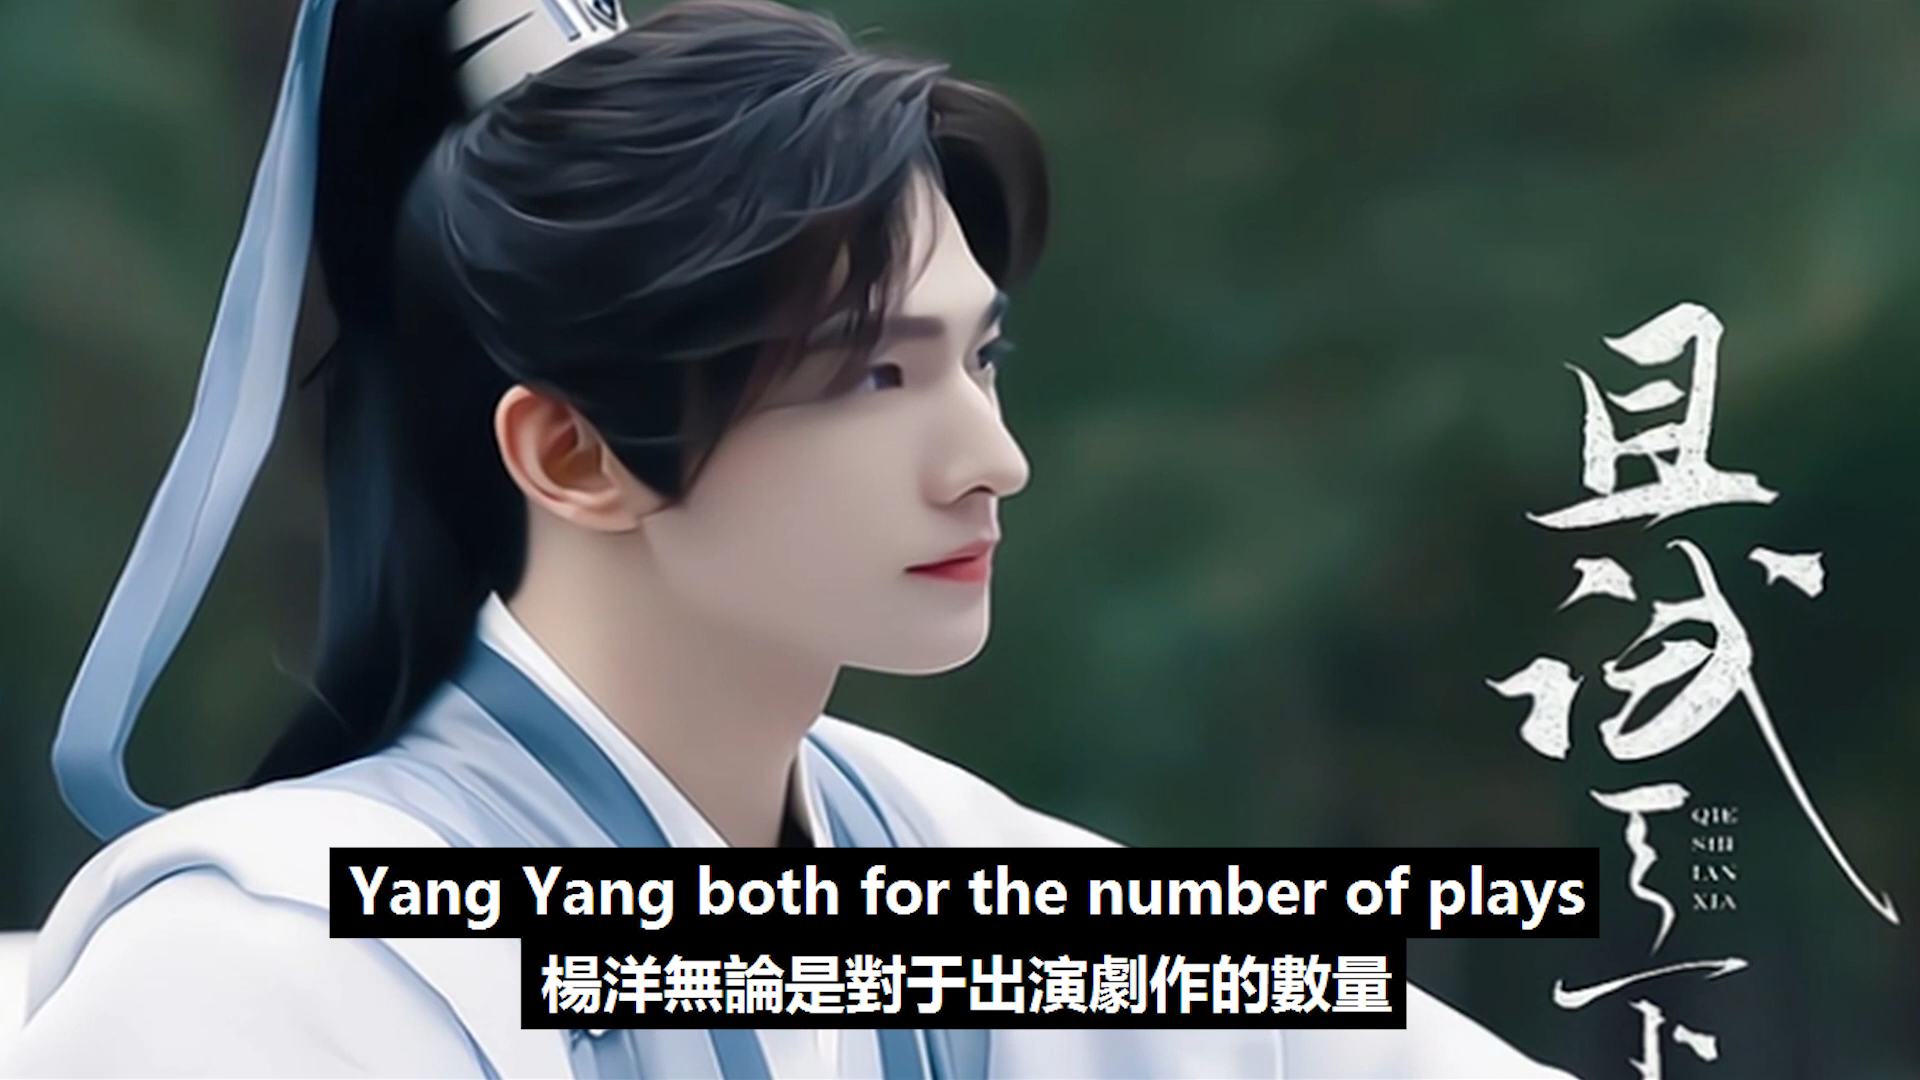 且试天下
QIE
SHI
TIAN
XIA
Yang Yang both for the number of plays
楊洋無論是對于出演劇作的數量